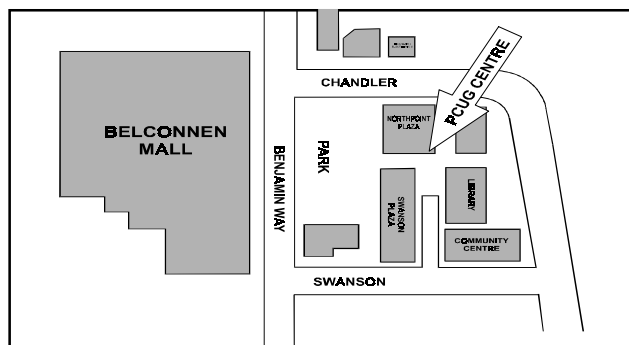 CHANDLER
PCUG CENTRE
NORTHPOINT
PLAZA
BELCONNEN
MALL
BENJAMIN WAY
PARK
SWANSON
PLAZA
LIBRARY
COMMUNITY
CENTRE
SWANSON